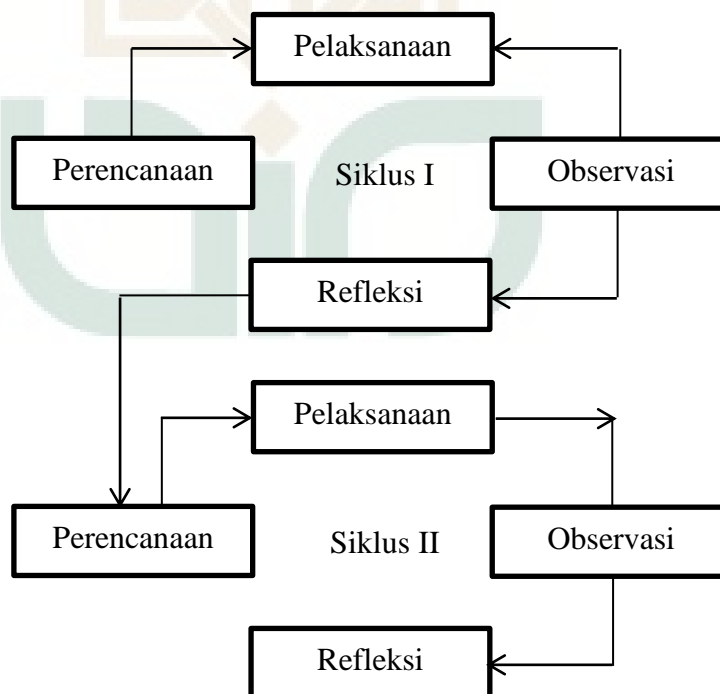 Pelaksanaan
Perencanaan
Siklus I
Observasi
Refleksi
Pelaksanaan
Perencanaan
Siklus II
Observasi
Refleksi